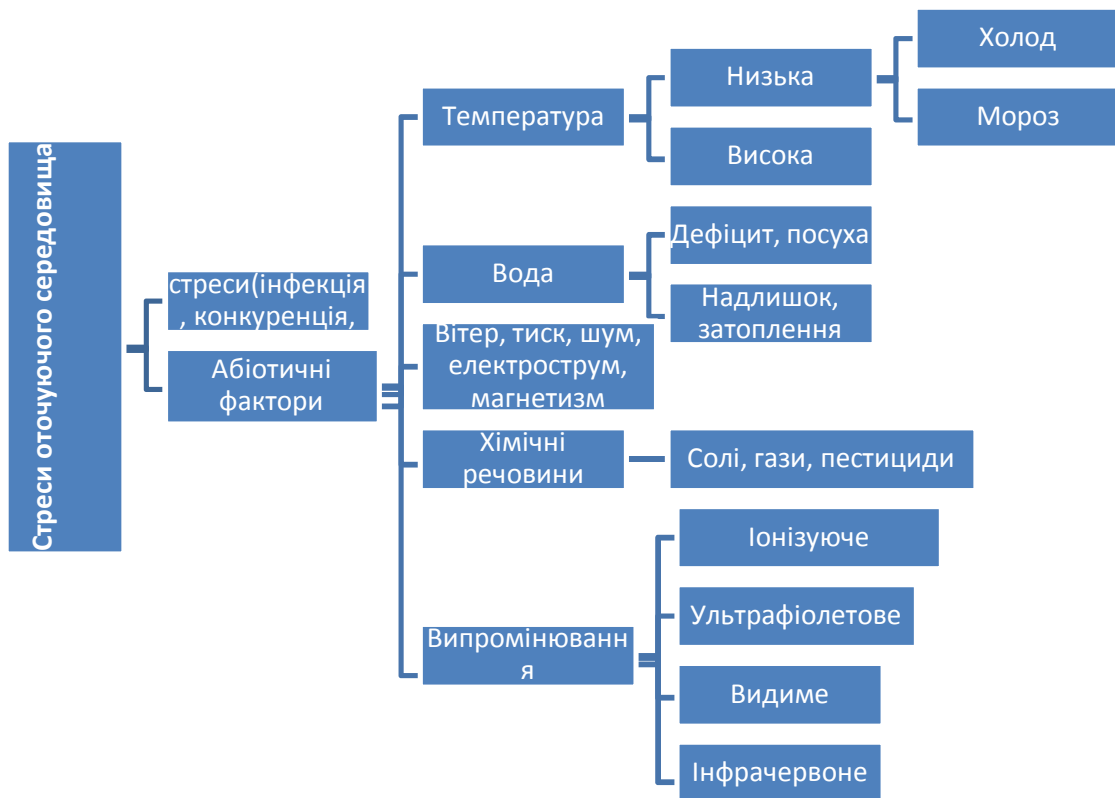 Стреси оточуючого середовища
стреси(інфекція
, конкуренція,
Абіотичні
фактори
Температура
Низька
Холод
Мороз
Висока
Вода
Дефіцит, посуха
Надлишок,
затоплення
Вітер, тиск, шум,
електрострум,
магнетизм
Хімічні
речовини
Солі, гази, пестициди
Випромінюванн
я
Іонізуюче
Ультрафіолетове
Видиме
Інфрачервоне